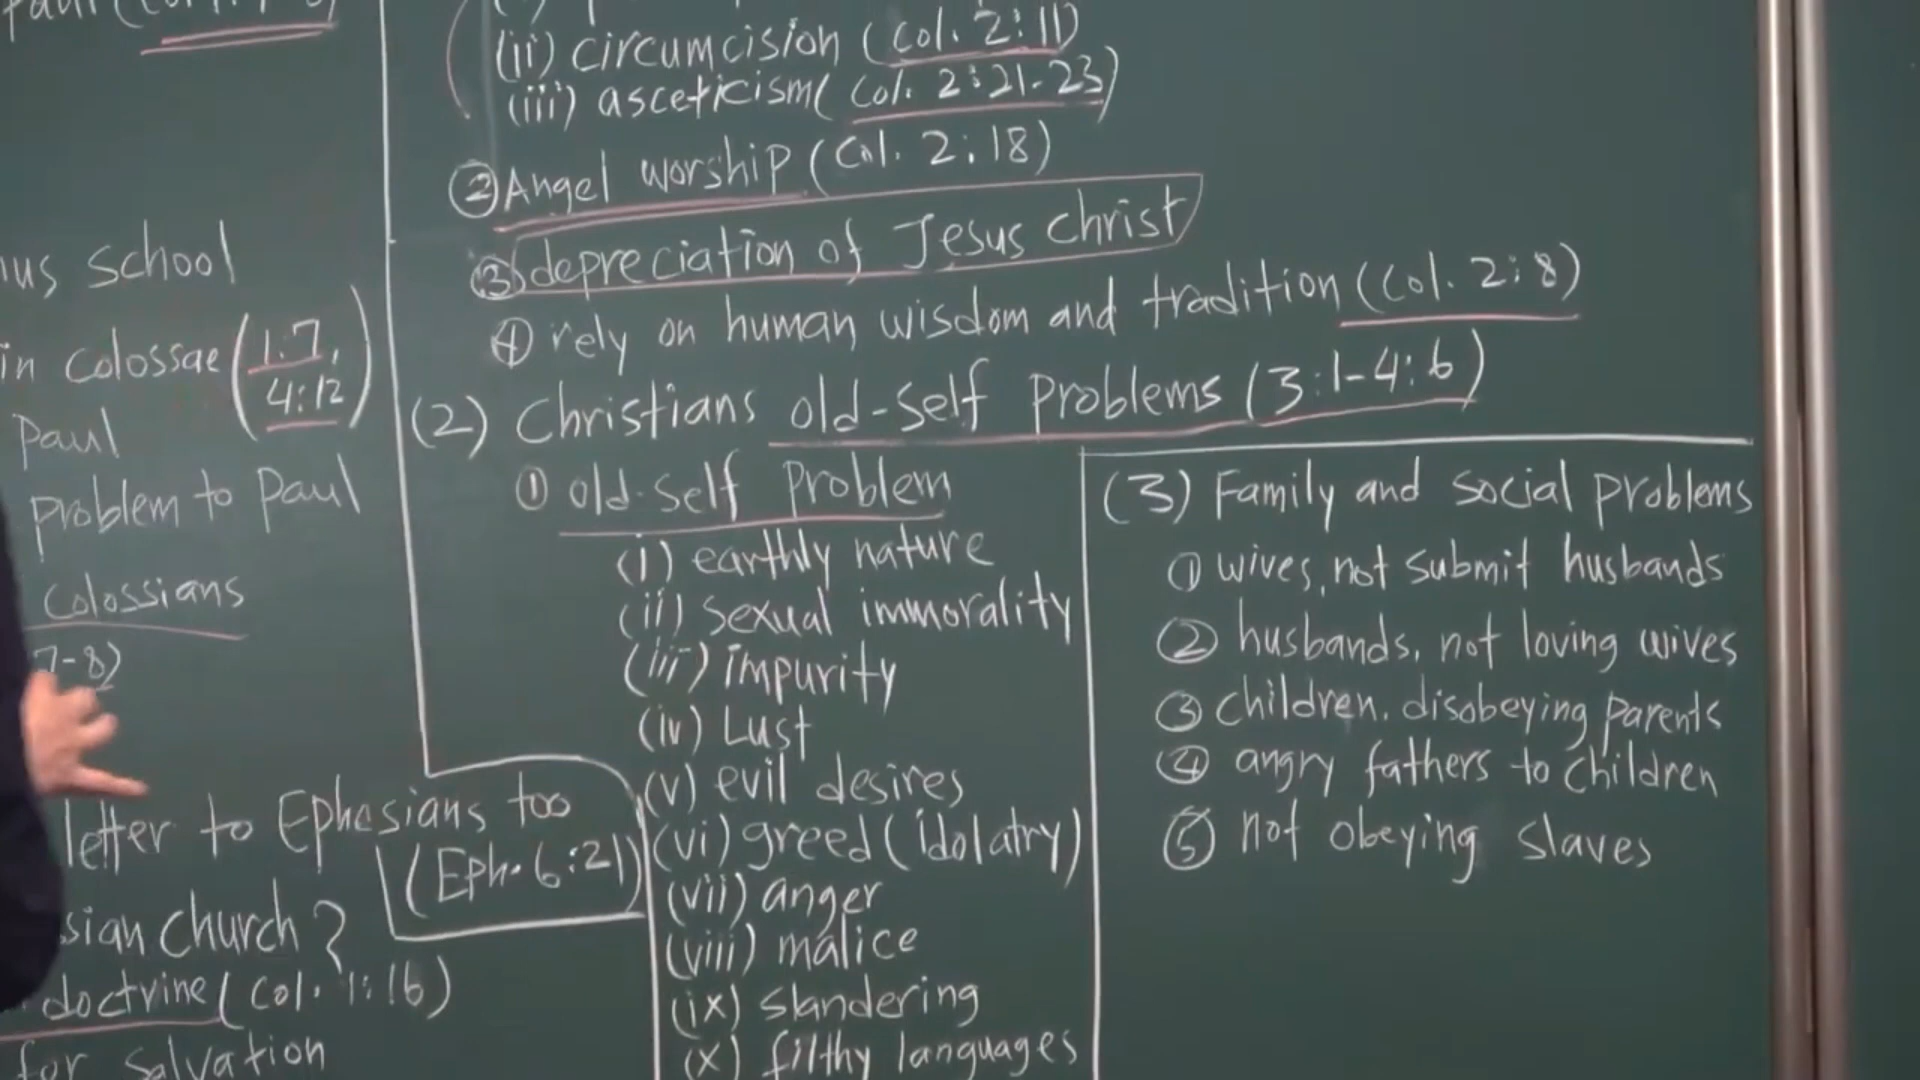 (ii) circumcision (Col. 2:11)
(iii) asceticism (Col. 2:21-23)
② Angel worship (Col. 2:18)
③ depreciation of Jesus Christ
④ rely on human wisdom and tradition (Col. 2:8)
(2) Christians old-self problems (3:1-4:6)
① old-self problem
(i) earthly nature
(ii) sexual immorality
(iii) impurity
(iv) Lust
(v) evil desires
(vi) greed (idolatry)
(vii) anger
(viii) malice
(ix) slandering
(x) filthy languages
(3) Family and social problems
① wives, not submit husbands
② husbands, not loving wives
③ children, disobeying parents
④ angry fathers to children
⑤ not obeying slaves
school
in Colossae (1:7,
4:12)
Paul
problem to Paul
Colossians
7-8)
letter to Ephesians too
(Eph. 6:21)
church?
doctrine (Col. 1:16)
for salvation